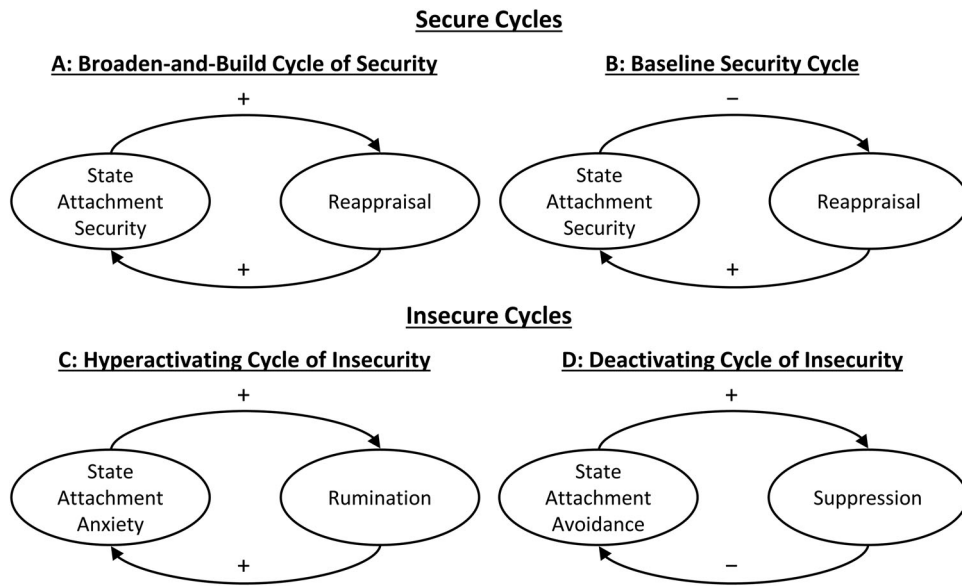 Secure Cycles
A: Broaden-and-Build Cycle of Security
+
State
Attachment
Security
Reappraisal
+
B: Baseline Security Cycle
–
State
Attachment
Security
Reappraisal
+
Insecure Cycles
C: Hyperactivating Cycle of Insecurity
+
State
Attachment
Anxiety
Rumination
+
D: Deactivating Cycle of Insecurity
+
State
Attachment
Avoidance
Suppression
–